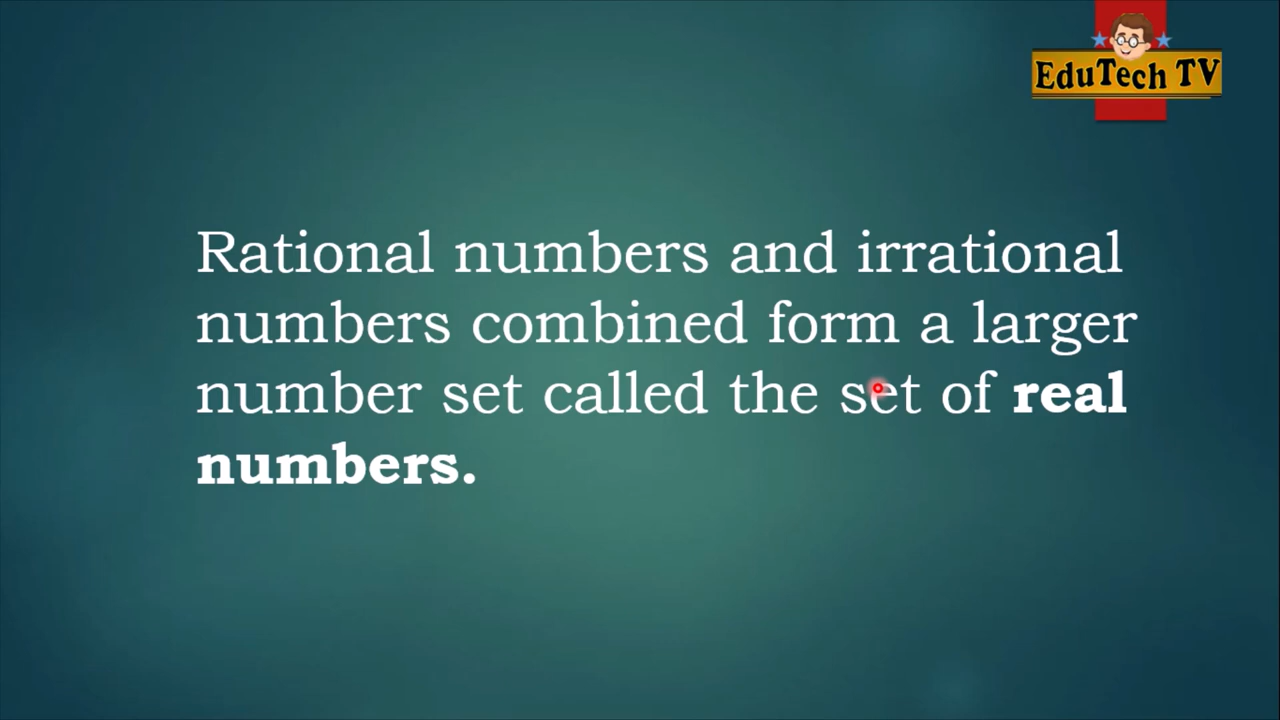 EduTech TV
Rational numbers and irrational
numbers combined form a larger
number set called the set of real
numbers.